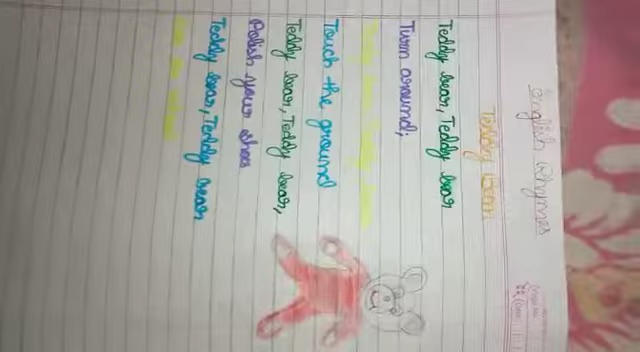 English Rhymes
Teddy Bear
Teddy bear, Teddy bear
Turn around;
Touch the ground
Teddy bear, Teddy bear,
Polish your shoes
Teddy bear, Teddy bear